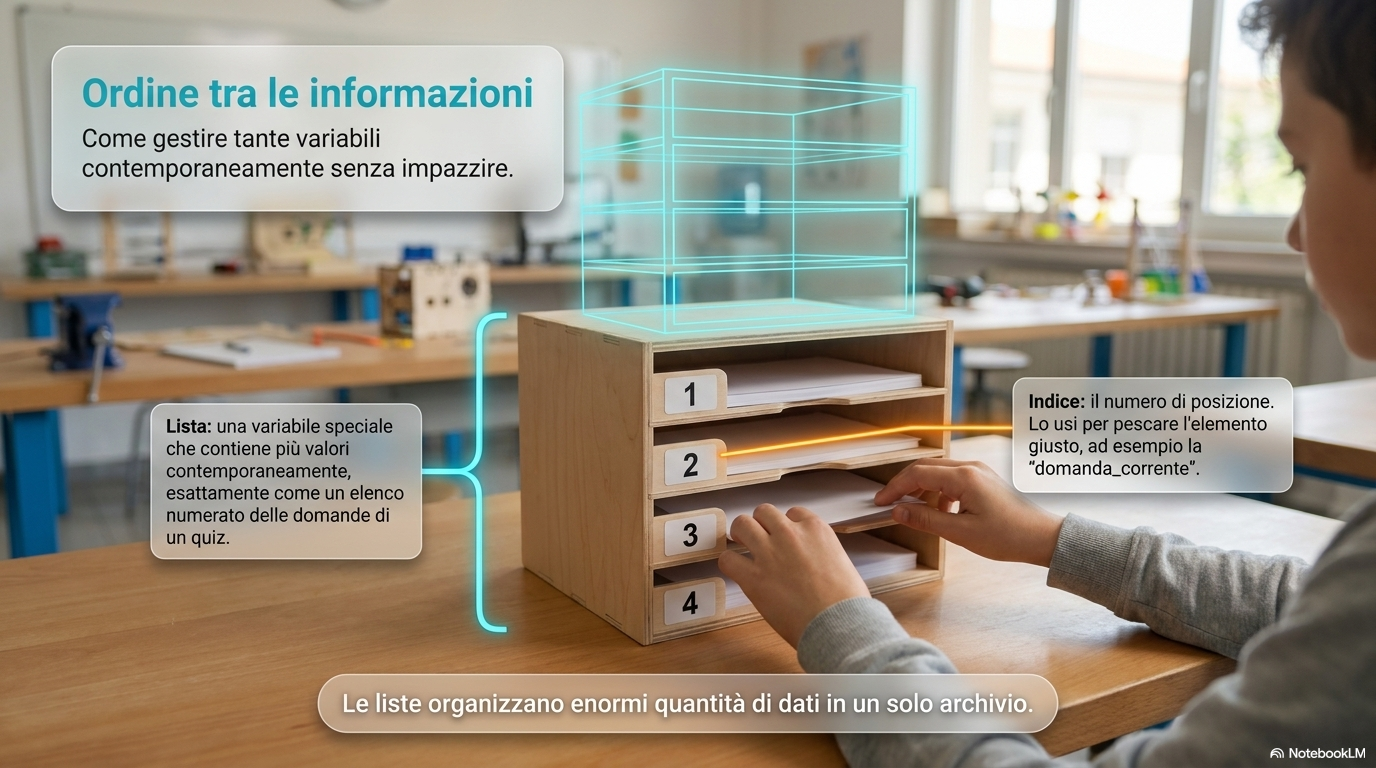 Ordine tra le informazioni
Come gestire tante variabili
contemporaneamente senza impazzire.
Lista: una variabile speciale
che contiene più valori
contemporaneamente,
esattamente come un elenco
numerato delle domande di
un quiz.
1
2
3
4
Indice: il numero di posizione.
Lo usi per pescare l'elemento
giusto, ad esempio la
"domanda_corrente".
Le liste organizzano enormi quantità di dati in un solo archivio.
NotebookLM